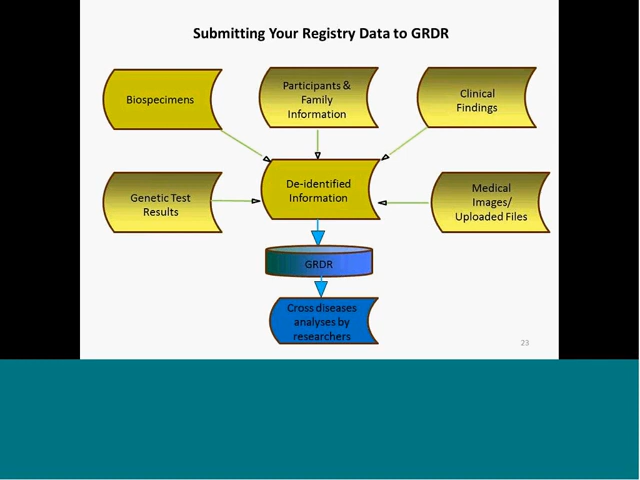 Submitting Your Registry Data to GRDR
Biospecimens
Participants &
Family
Information
Clinical
Findings
Genetic Test
Results
De-identified
Information
Medical
Images/
Uploaded Files
GRDR
Cross diseases
analyses by
researchers
23